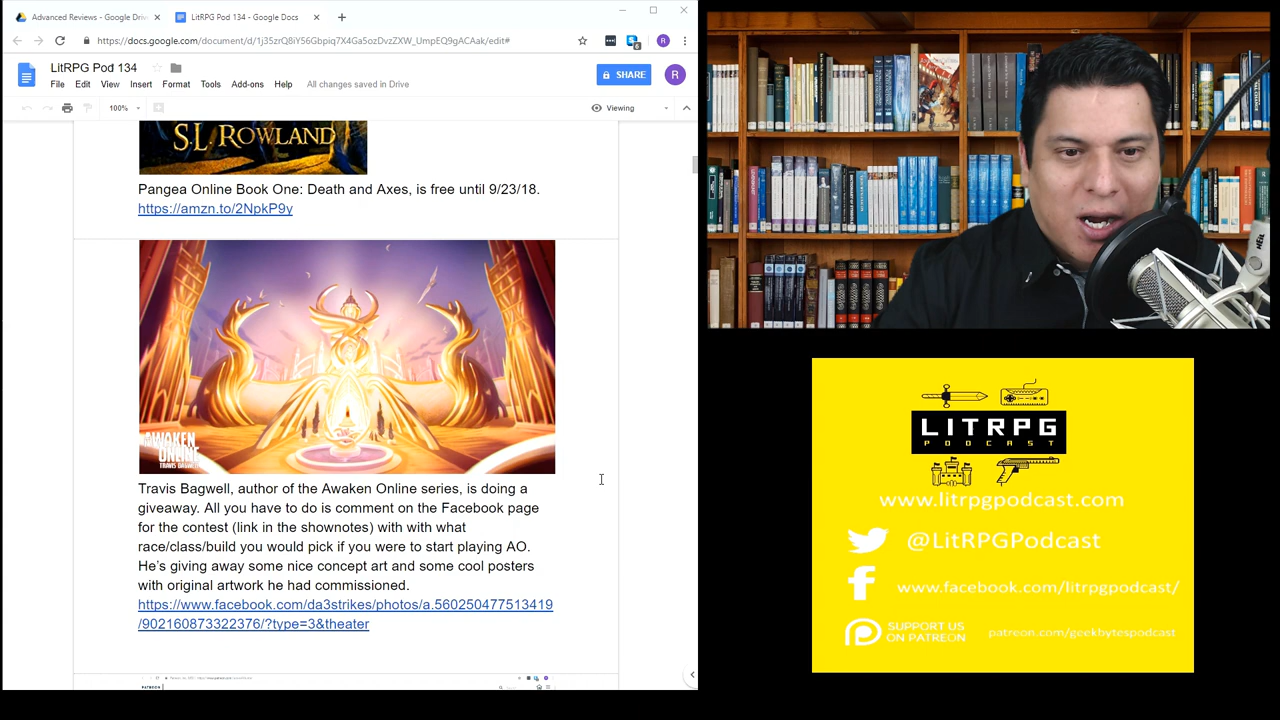 Advanced Reviews - Google Driv
LitRPG Pod 134 - Google Docs
https://docs.google.com/document/d/1j35zrQ8iY56Gbpiq7X4Ga5ozDvzZXW_UmpEQ9gACAak/edit#
6
R
LitRPG Pod 134
File Edit View Insert Format Tools Add-ons Help All changes saved in Drive
SHARE
R
100%
Viewing
S.L. ROWLAND
Pangea Online Book One: Death and Axes, is free until 9/23/18.
https://amzn.to/2NpkP9y
AWAKEN
ONLINE
TRAVIS BAGWELL
Travis Bagwell, author of the Awaken Online series, is doing a
giveaway. All you have to do is comment on the Facebook page
for the contest (link in the shownotes) with with what
race/class/build you would pick if you were to start playing AO.
He's giving away some nice concept art and some cool posters
with original artwork he had commissioned.
https://www.facebook.com/da3strikes/photos/a.560250477513419
/902160873322376/?type=3&theater
PATREON
LITRPG
PODCAST
www.litrpgpodcast.com
@LitRPGPodcast
www.facebook.com/litrpgpodcast/
SUPPORT US
ON PATREON
patreon.com/geekbytespodcast